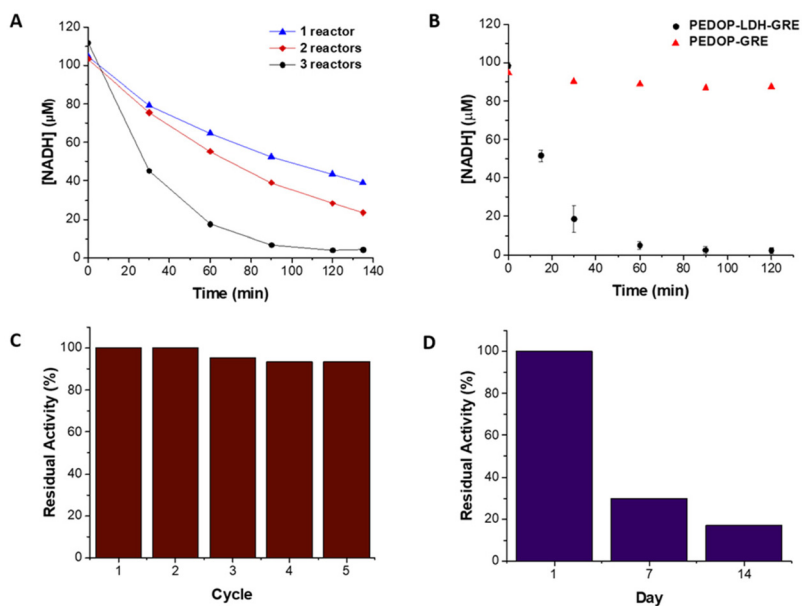 A
1 reactor
2 reactors
3 reactors
[NADH] (μM)
120
100
80
60
40
20
0
0 20 40 60 80 100 120 140
Time (min)
B
PEDOP-LDH-GRE
PEDOP-GRE
[NADH] (μM)
120
100
80
60
40
20
0
0 20 40 60 80 100 120
Time (min)
C
Residual Activity (%)
100
80
60
40
20
0
1 2 3 4 5
Cycle
D
Residual Activity (%)
100
80
60
40
20
0
1 7 14
Day